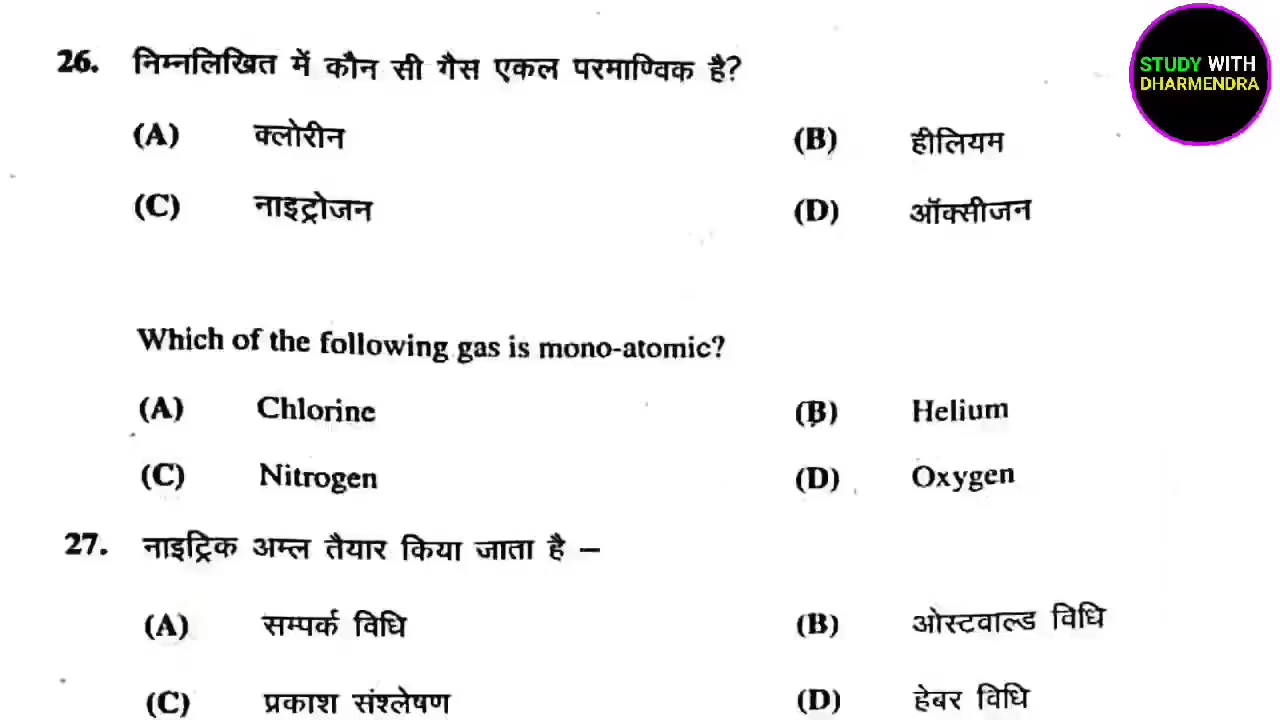 STUDY WITH
DHARMENDRA
26. निम्नलिखित में कौन सी गैस एकल परमाण्विक है?
(A) क्लोरीन (B) हीलियम
(C) नाइट्रोजन (D) ऑक्सीजन
Which of the following gas is mono-atomic?
(A) Chlorine (B) Helium
(C) Nitrogen (D) Oxygen
27. नाइट्रिक अम्ल तैयार किया जाता है –
(A) सम्पर्क विधि (B) ओस्टवाल्ड विधि
(C) प्रकाश संश्लेषण (D) हेबर विधि